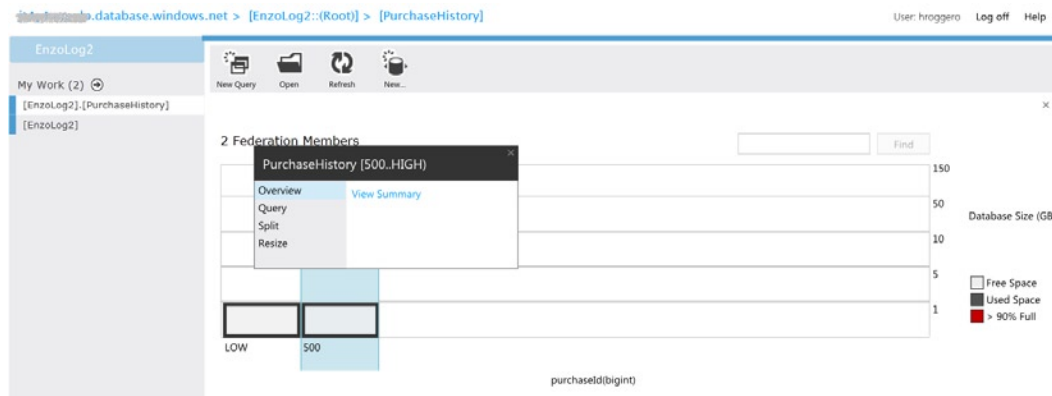 .database.windows.net > [EnzoLog2::(Root)] > [PurchaseHistory]
User: hroggero Log off Help
EnzoLog2
My Work (2)
[EnzoLog2].[PurchaseHistory]
[EnzoLog2]
New Query Open Refresh New...
2 Federation Members
Find
PurchaseHistory [500..HIGH)
Overview
View Summary
Query
Split
Resize
150
50
10
5
1
Database Size (GB
Free Space
Used Space
> 90% Full
LOW 500
purchaseId(bigint)